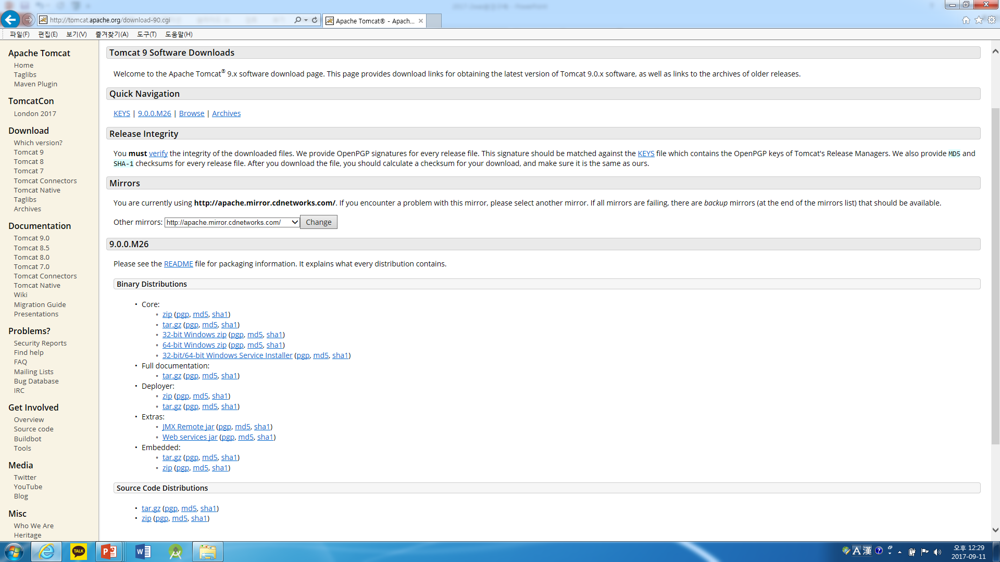 http://tomcat.apache.org/download-90.cgi
Apache Tomcat® - Apach...
파일(F) 편집(E) 보기(V) 즐겨찾기(A) 도구(T) 도움말(H)
Apache Tomcat
Home
Taglibs
Maven Plugin
TomcatCon
London 2017
Download
Which version?
Tomcat 9
Tomcat 8
Tomcat 7
Tomcat Connectors
Tomcat Native
Taglibs
Archives
Documentation
Tomcat 9.0
Tomcat 8.5
Tomcat 8.0
Tomcat 7.0
Tomcat Connectors
Tomcat Native
Wiki
Migration Guide
Presentations
Problems?
Security Reports
Find help
FAQ
Mailing Lists
Bug Database
IRC
Get Involved
Overview
Source code
Buildbot
Tools
Media
Twitter
YouTube
Blog
Misc
Who We Are
Heritage
Tomcat 9 Software Downloads
Welcome to the Apache Tomcat® 9.x software download page. This page provides download links for obtaining the latest version of Tomcat 9.0.x software, as well as links to the archives of older releases.
Quick Navigation
KEYS | 9.0.0.M26 | Browse | Archives
Release Integrity
You must verify the integrity of the downloaded files. We provide OpenPGP signatures for every release file. This signature should be matched against the KEYS file which contains the OpenPGP keys of Tomcat's Release Managers. We also provide MD5 and
SHA-1 checksums for every release file. After you download the file, you should calculate a checksum for your download, and make sure it is the same as ours.
Mirrors
You are currently using http://apache.mirror.cdnetworks.com/. If you encounter a problem with this mirror, please select another mirror. If all mirrors are failing, there are backup mirrors (at the end of the mirrors list) that should be available.
Other mirrors: http://apache.mirror.cdnetworks.com/ Change
9.0.0.M26
Please see the README file for packaging information. It explains what every distribution contains.
Binary Distributions
• Core:
zip (pgp, md5, sha1)
tar.gz (pgp, md5, sha1)
32-bit Windows zip (pgp, md5, sha1)
64-bit Windows zip (pgp, md5, sha1)
32-bit/64-bit Windows Service Installer (pgp, md5, sha1)
• Full documentation:
tar.gz (pgp, md5, sha1)
• Deployer:
zip (pgp, md5, sha1)
tar.gz (pgp, md5, sha1)
• Extras:
JMX Remote jar (pgp, md5, sha1)
Web services jar (pgp, md5, sha1)
• Embedded:
tar.gz (pgp, md5, sha1)
zip (pgp, md5, sha1)
Source Code Distributions
• tar.gz (pgp, md5, sha1)
• zip (pgp, md5, sha1)
TALK
A 漢
오후 12:29
2017-09-11